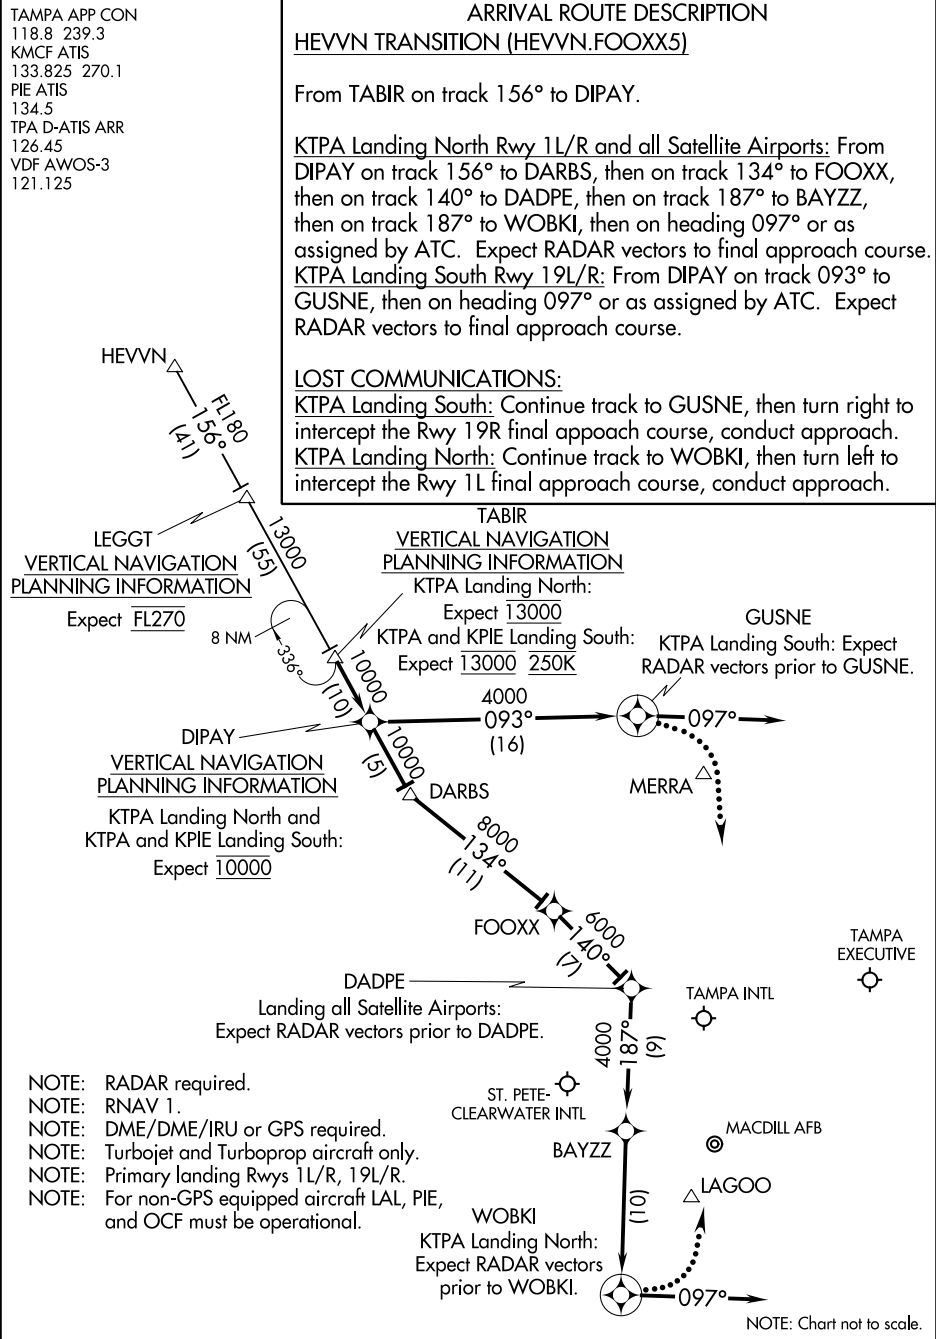 TAMPA APP CON
118.8 239.3
KMCF ATIS
133.825 270.1
PIE ATIS
134.5
TPA D-ATIS ARR
126.45
VDF AWOS-3
121.125
ARRIVAL ROUTE DESCRIPTION
HEVVN TRANSITION (HEVVN.FOOXX5)
From TABIR on track 156° to DIPAY.
KTPA Landing North Rwy 1L/R and all Satellite Airports: From
DIPAY on track 156° to DARBS, then on track 134° to FOOXX,
then on track 140° to DADPE, then on track 187° to BAYZZ,
then on track 187° to WOBKI, then on heading 097° or as
assigned by ATC. Expect RADAR vectors to final approach course.
KTPA Landing South Rwy 19L/R: From DIPAY on track 093° to
GUSNE, then on heading 097° or as assigned by ATC. Expect
RADAR vectors to final approach course.
LOST COMMUNICATIONS:
KTPA Landing South: Continue track to GUSNE, then turn right to
intercept the Rwy 19R final appoach course, conduct approach.
KTPA Landing North: Continue track to WOBKI, then turn left to
intercept the Rwy 1L final approach course, conduct approach.
HEVVN
FL180
156°
(41)
LEGGT
VERTICAL NAVIGATION
PLANNING INFORMATION
Expect FL270
13000
(55)
8 NM
336°
TABIR
VERTICAL NAVIGATION
PLANNING INFORMATION
KTPA Landing North:
Expect 13000
KTPA and KPIE Landing South:
Expect 13000 250K
10000
(10)
GUSNE
KTPA Landing South: Expect
RADAR vectors prior to GUSNE.
4000
093°
(16)
097°
MERRA
DIPAY
VERTICAL NAVIGATION
PLANNING INFORMATION
KTPA Landing North and
KTPA and KPIE Landing South:
Expect 10000
10000
(5)
DARBS
8000
134°
(11)
FOOXX
6000
140°
(7)
DADPE
Landing all Satellite Airports:
Expect RADAR vectors prior to DADPE.
TAMPA
EXECUTIVE
TAMPA INTL
4000
187°
(9)
ST. PETE-
CLEARWATER INTL
BAYZZ
MACDILL AFB
(10)
LAGOO
WOBKI
KTPA Landing North:
Expect RADAR vectors
prior to WOBKI.
097°
NOTE: RADAR required.
NOTE: RNAV 1.
NOTE: DME/DME/IRU or GPS required.
NOTE: Turbojet and Turboprop aircraft only.
NOTE: Primary landing Rwys 1L/R, 19L/R.
NOTE: For non-GPS equipped aircraft LAL, PIE,
and OCF must be operational.
NOTE: Chart not to scale.